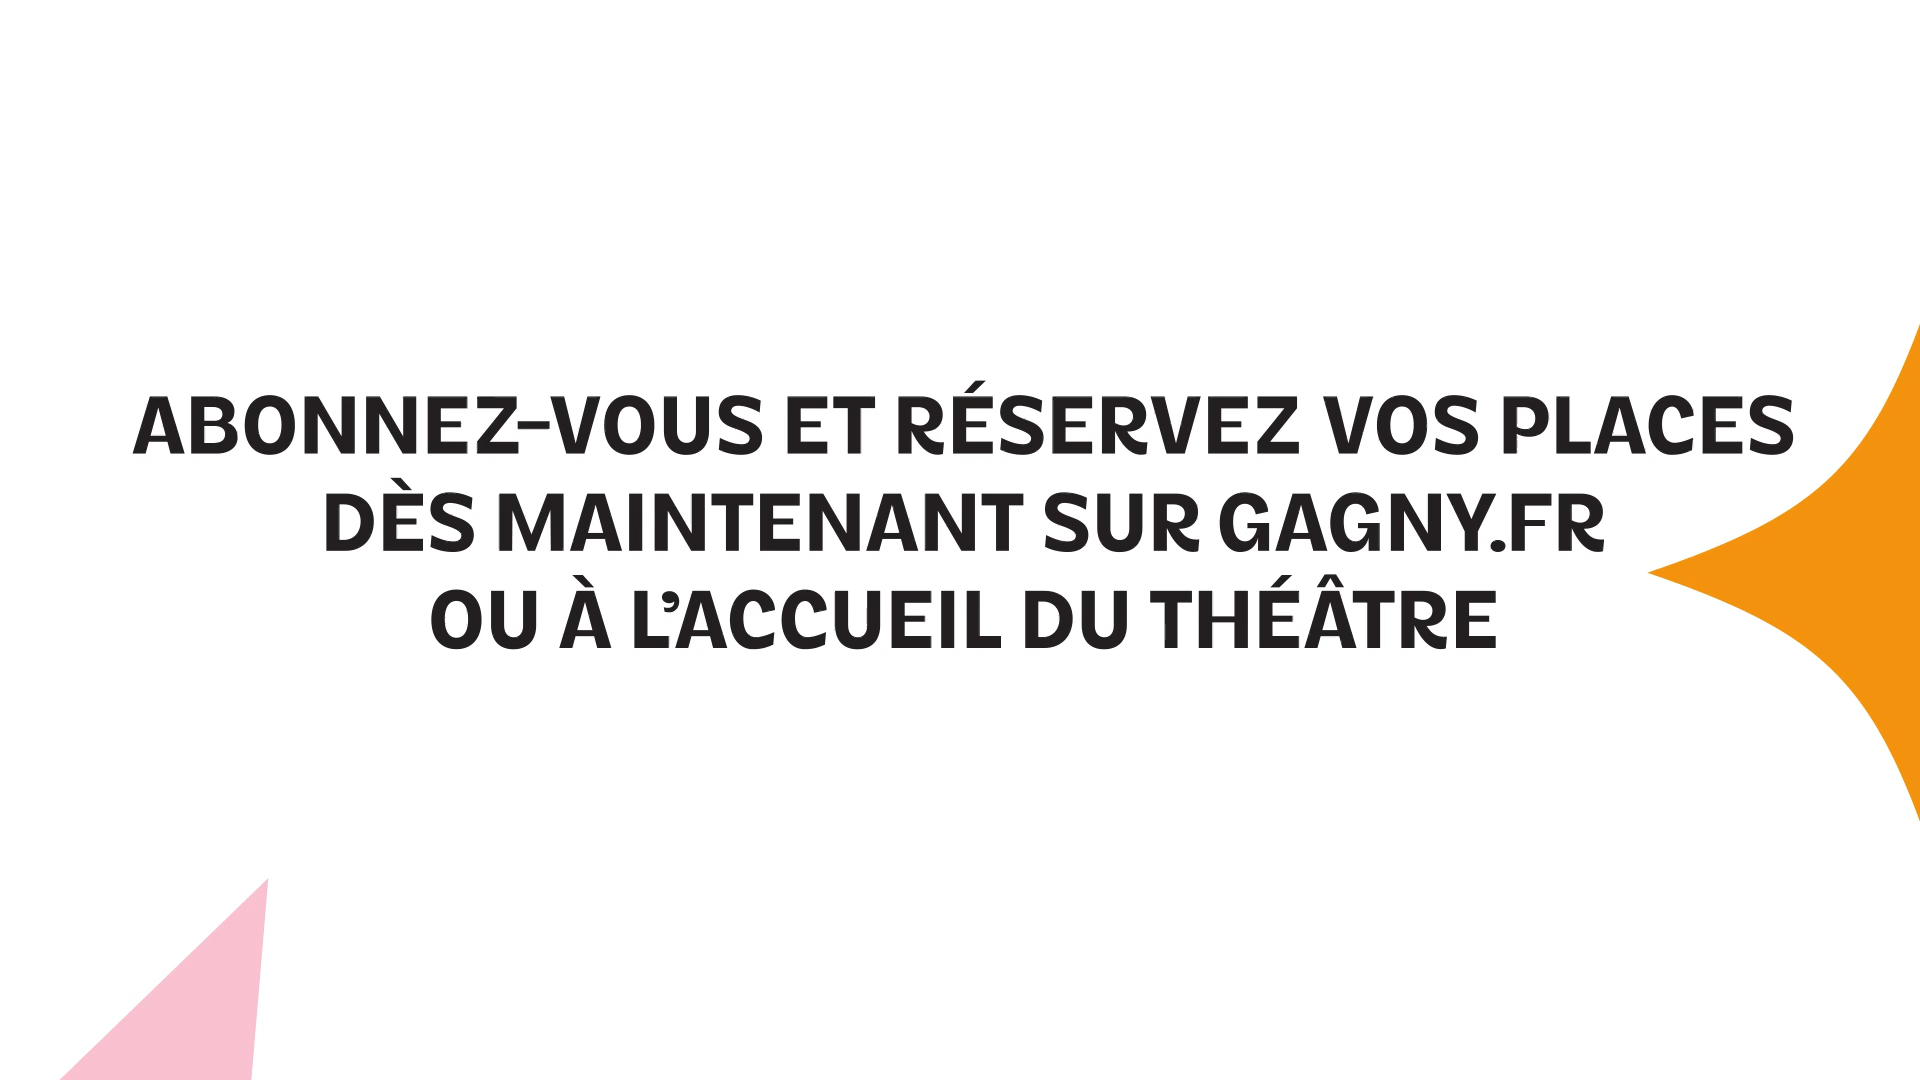 ABONNEZ-VOUS ET RÉSERVEZ VOS PLACES
DÈS MAINTENANT SUR GAGNY.FR
OU À L’ACCUEIL DU THÉÂTRE